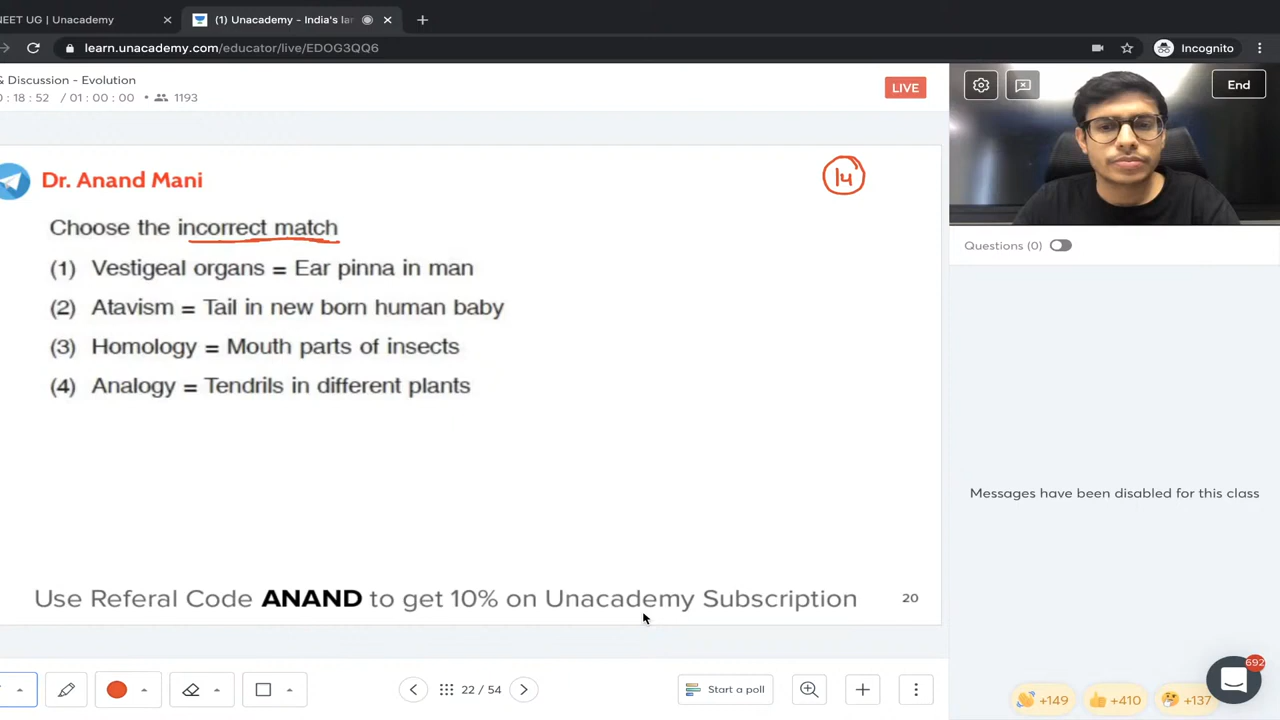 NEET UG | Unacademy
(1) Unacademy - India's lar
learn.unacademy.com/educator/live/EDOG3QQ6
Incognito
& Discussion - Evolution
0 : 18 : 52 / 01 : 00 : 00 • 1193
LIVE
End
Dr. Anand Mani
14
Choose the incorrect match
(1) Vestigeal organs = Ear pinna in man
(2) Atavism = Tail in new born human baby
(3) Homology = Mouth parts of insects
(4) Analogy = Tendrils in different plants
Questions (0)
Messages have been disabled for this class
Use Referal Code ANAND to get 10% on Unacademy Subscription
20
22 / 54
Start a poll
692
+149
+410
+137